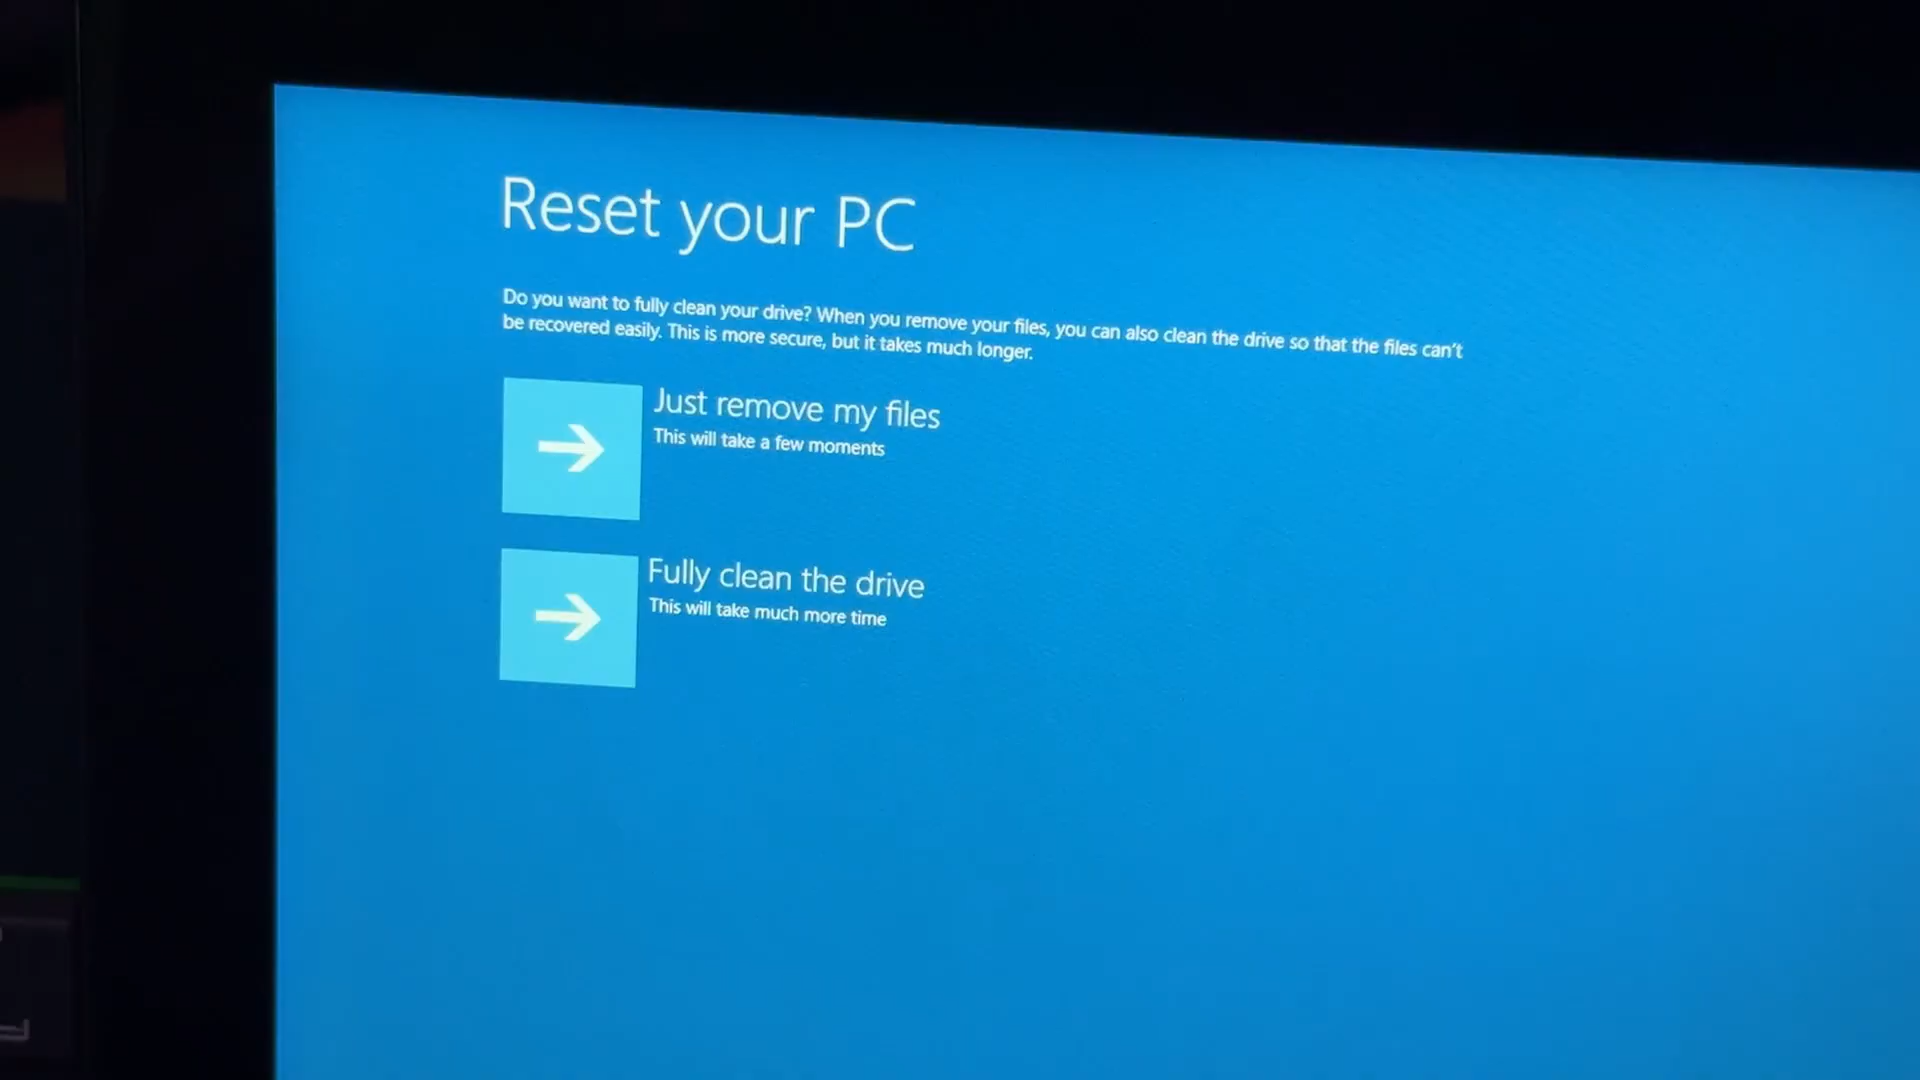 Reset your PC
Do you want to fully clean your drive? When you remove your files, you can also clean the drive so that the files can't
be recovered easily. This is more secure, but it takes much longer.
Just remove my files
This will take a few moments
Fully clean the drive
This will take much more time